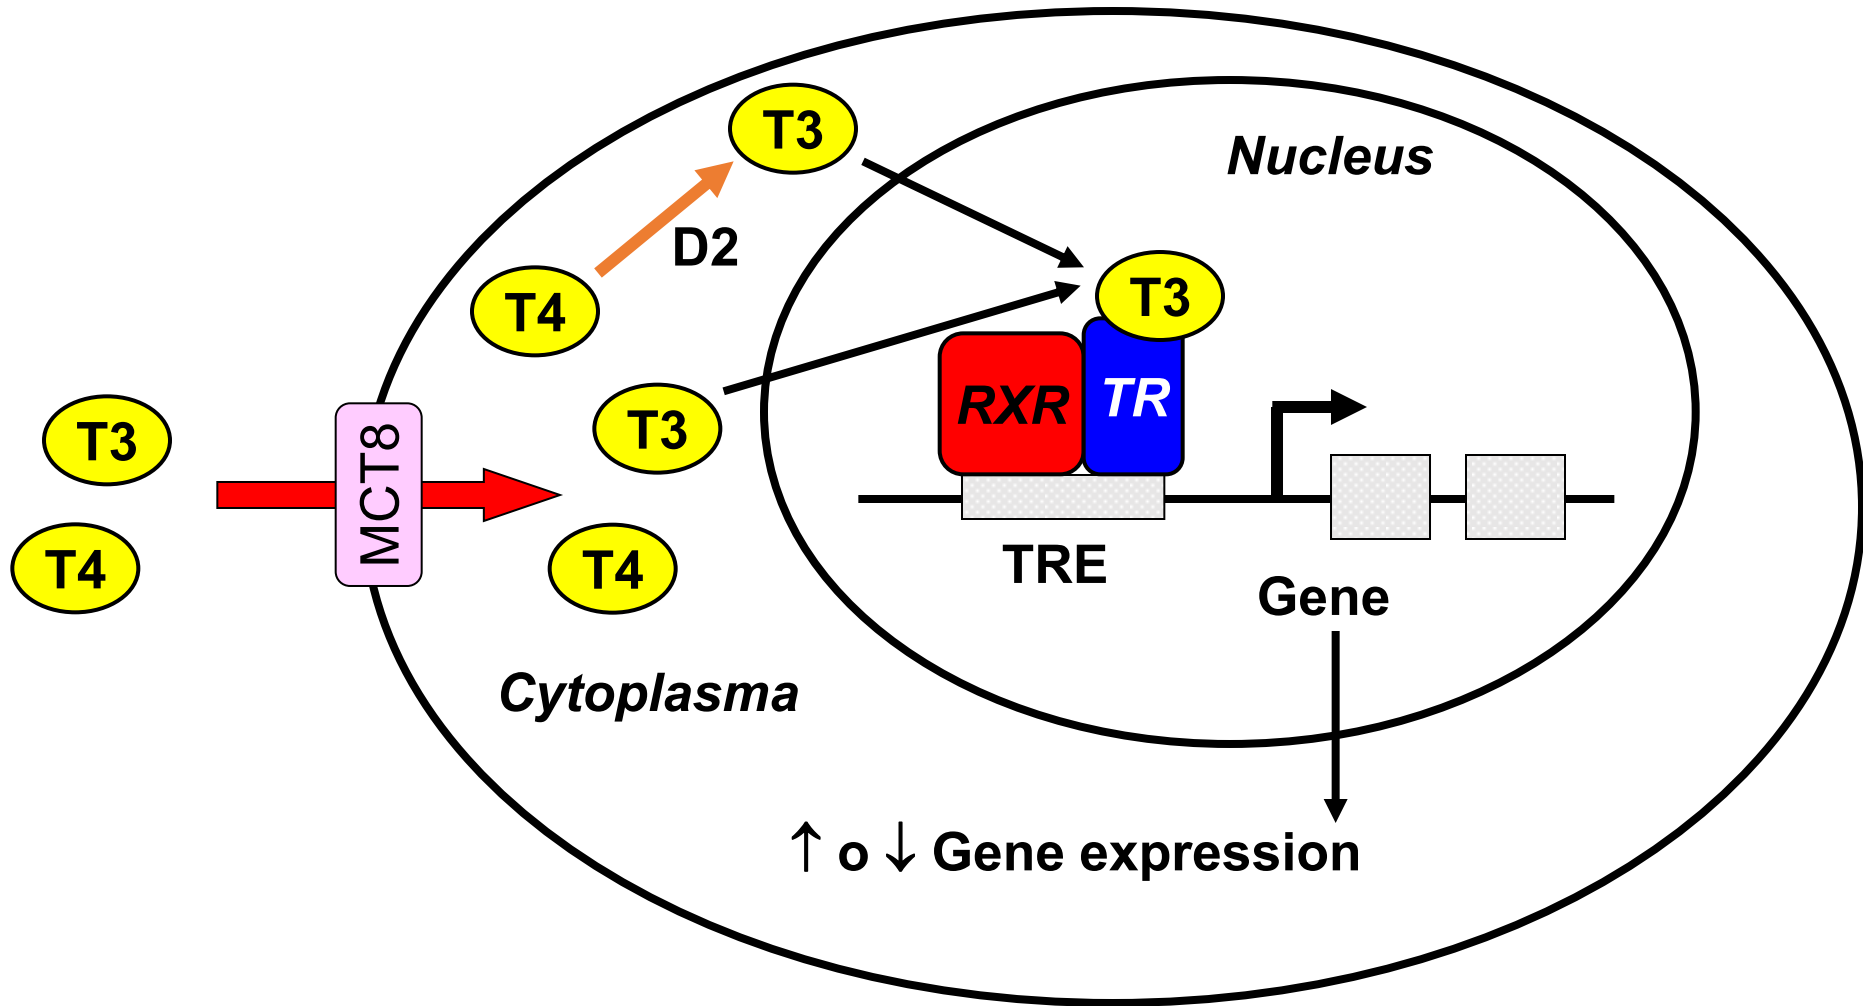 T3
Nucleus
D2
T3
T4
RXR
TR
T3
T3
MCT8
T4
T4
TRE
Gene
Cytoplasma
↑ o ↓ Gene expression